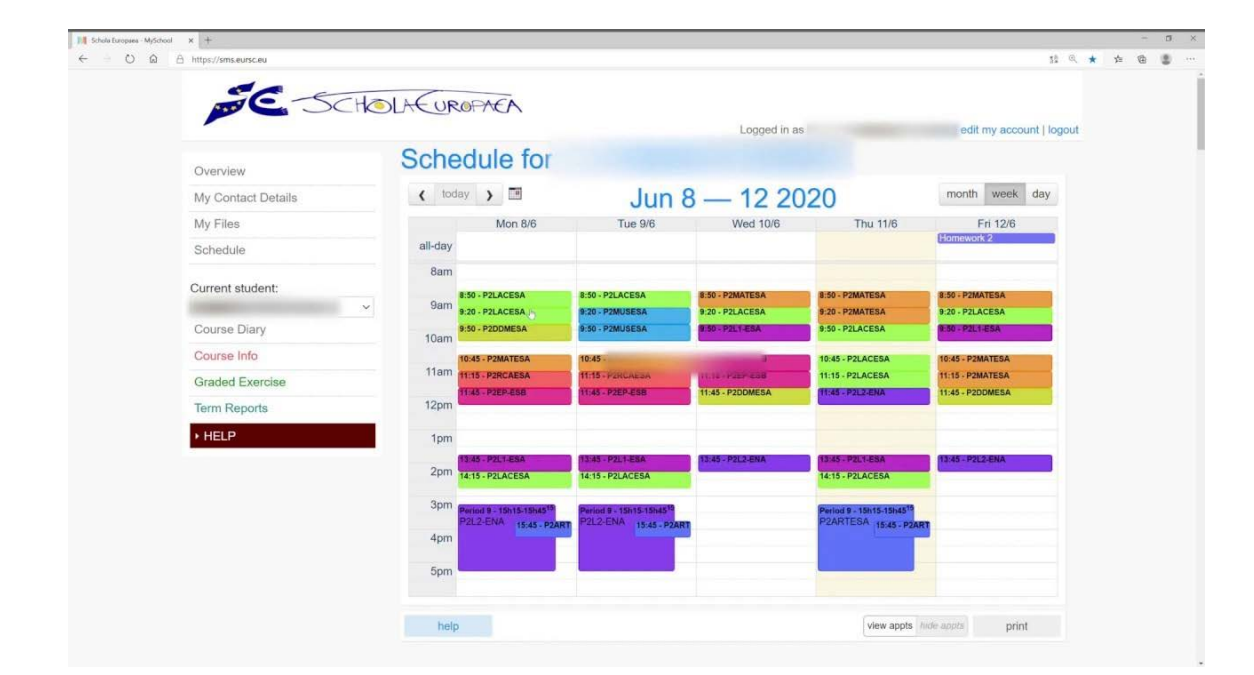 Schola Europaea - MySchool
https://sms.eursc.eu
SCHOLA EUROPAEA
Logged in as
edit my account | logout
Overview
My Contact Details
My Files
Schedule
Current student:
Course Diary
Course Info
Graded Exercise
Term Reports
HELP
Schedule for
today
Jun 8 — 12 2020
month week day
Mon 8/6 Tue 9/6 Wed 10/6 Thu 11/6 Fri 12/6
all-day Homework 2
8am
8:50 - P2LACESA 8:50 - P2LACESA 8:50 - P2MATESA 8:50 - P2MATESA 8:50 - P2MATESA
9am
9:20 - P2LACESA 9:20 - P2MUSESA 9:20 - P2LACESA 9:20 - P2MATESA 9:20 - P2LACESA
9:50 - P2DDMESA 9:50 - P2MUSESA 9:50 - P2L1-ESA 9:50 - P2LACESA 9:50 - P2L1-ESA
10am
10:45 - P2MATESA 10:45 - 10:45 - P2LACESA 10:45 - P2MATESA
11am
11:15 - P2RCAESA 11:15 - P2RCAESA 11:15 - P2EP-ESB 11:15 - P2LACESA 11:15 - P2MATESA
11:45 - P2EP-ESB 11:45 - P2EP-ESB 11:45 - P2DDMESA 11:45 - P2L2-ENA 11:45 - P2DDMESA
12pm
1pm
13:45 - P2L1-ESA 13:45 - P2L1-ESA 13:45 - P2L2-ENA 13:45 - P2L1-ESA 13:45 - P2L2-ENA
2pm
14:15 - P2LACESA 14:15 - P2LACESA 14:15 - P2LACESA
3pm
Period 9 - 15h15-15h45 Period 9 - 15h15-15h45 Period 9 - 15h15-15h45
P2L2-ENA 15:45 - P2ART P2L2-ENA 15:45 - P2ART P2ARTESA 15:45 - P2ART
4pm
5pm
help
view appts hide appts print